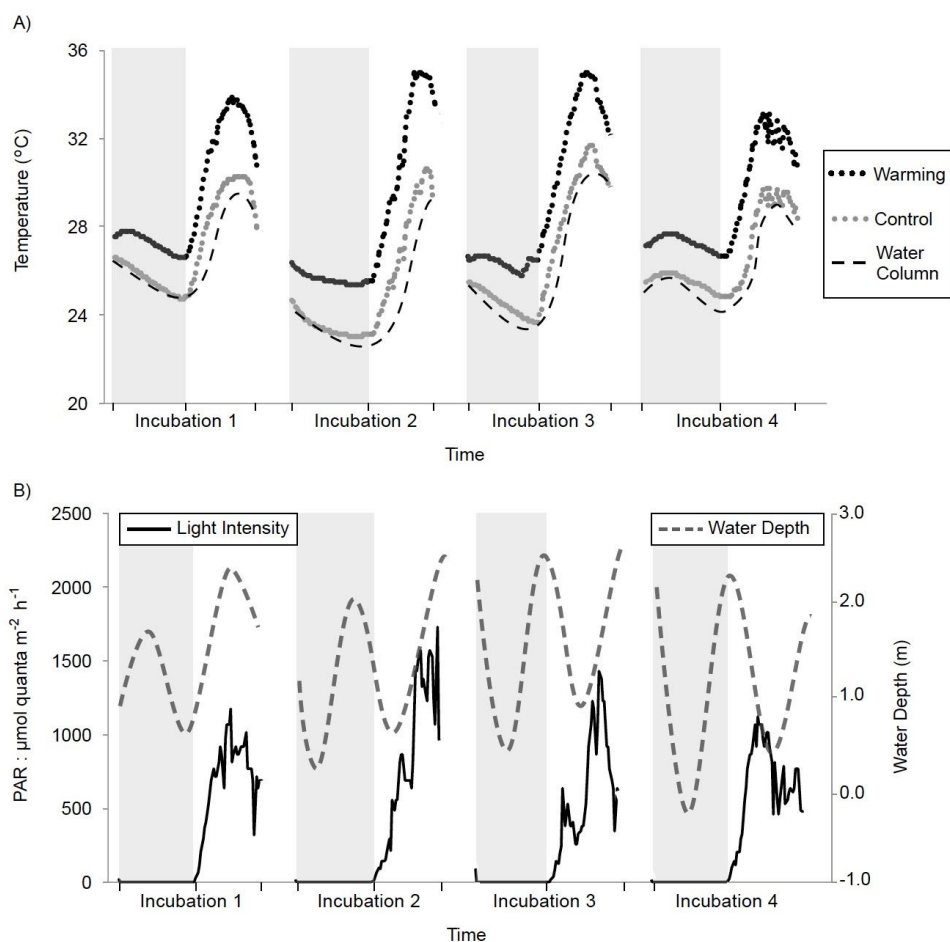 A)
36
32
28
24
20
Temperature (°C)
Warming
Control
Water
Column
Incubation 1
Incubation 2
Incubation 3
Incubation 4
Time
B)
2500
2000
1500
1000
500
0
PAR : µmol quanta m⁻² h⁻¹
Light Intensity
Water Depth
3.0
2.0
1.0
0.0
-1.0
Water Depth (m)
Incubation 1
Incubation 2
Incubation 3
Incubation 4
Time